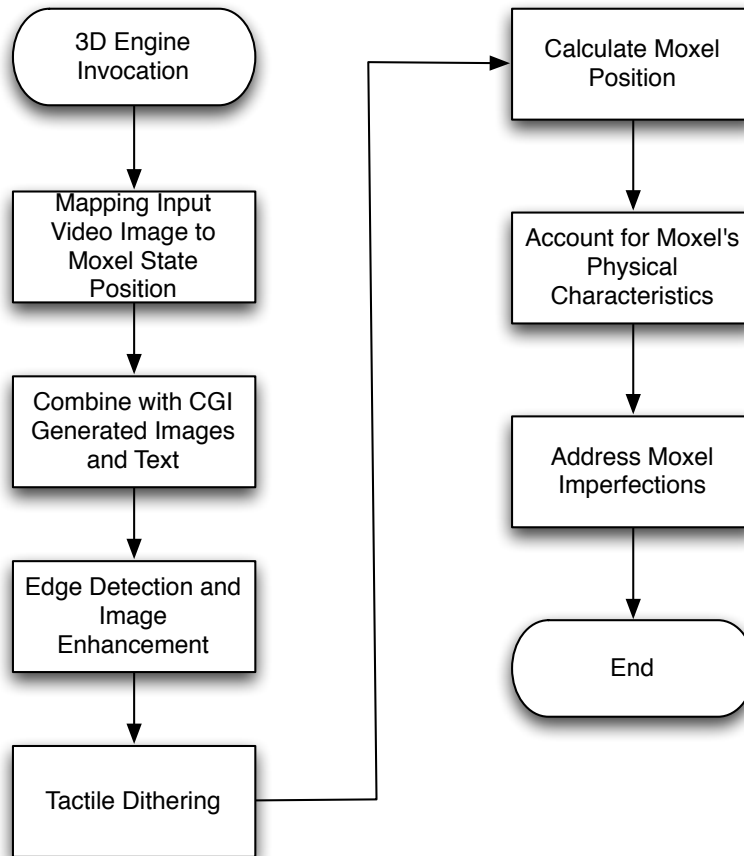 3D Engine
Invocation
Mapping Input
Video Image to
Moxel State
Position
Combine with CGI
Generated Images
and Text
Edge Detection and
Image
Enhancement
Tactile Dithering
Calculate Moxel
Position
Account for Moxel's
Physical
Characteristics
Address Moxel
Imperfections
End